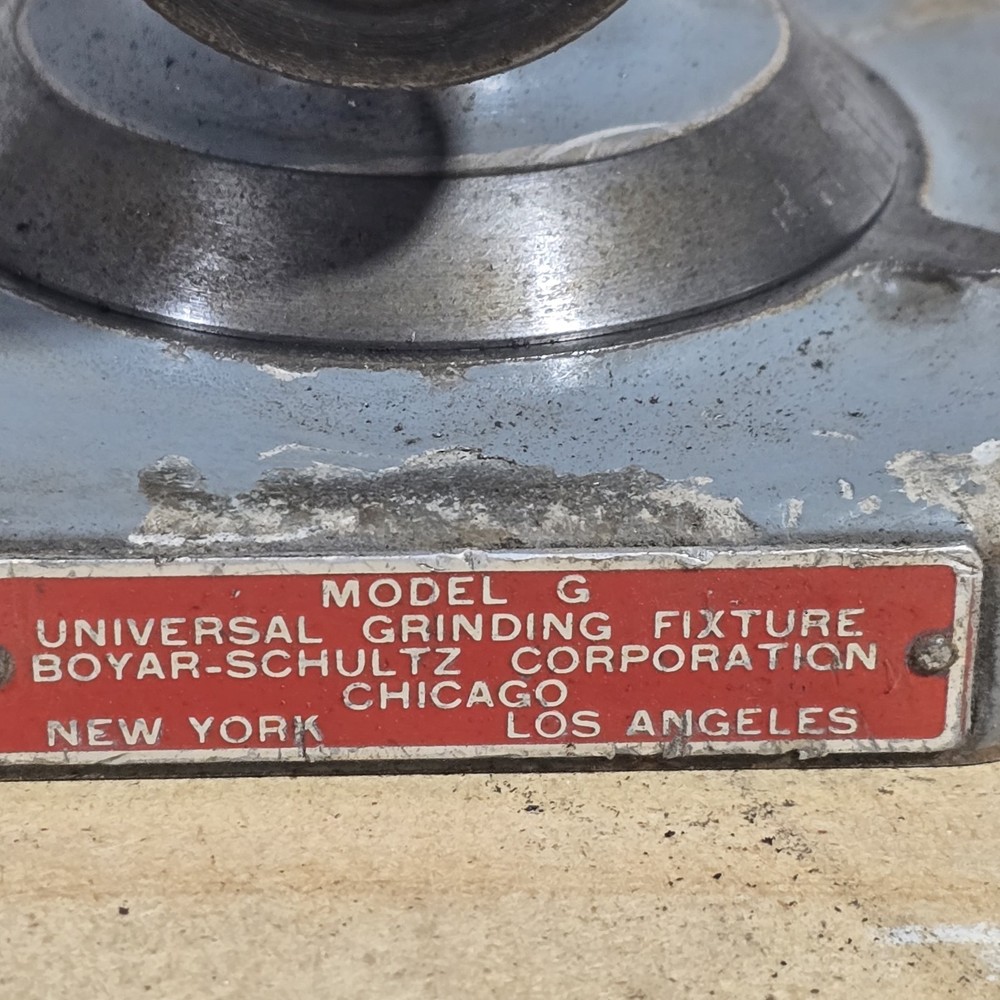 MODEL G
UNIVERSAL GRINDING FIXTURE
BOYAR-SCHULTZ CORPORATION
CHICAGO
NEW YORK LOS ANGELES